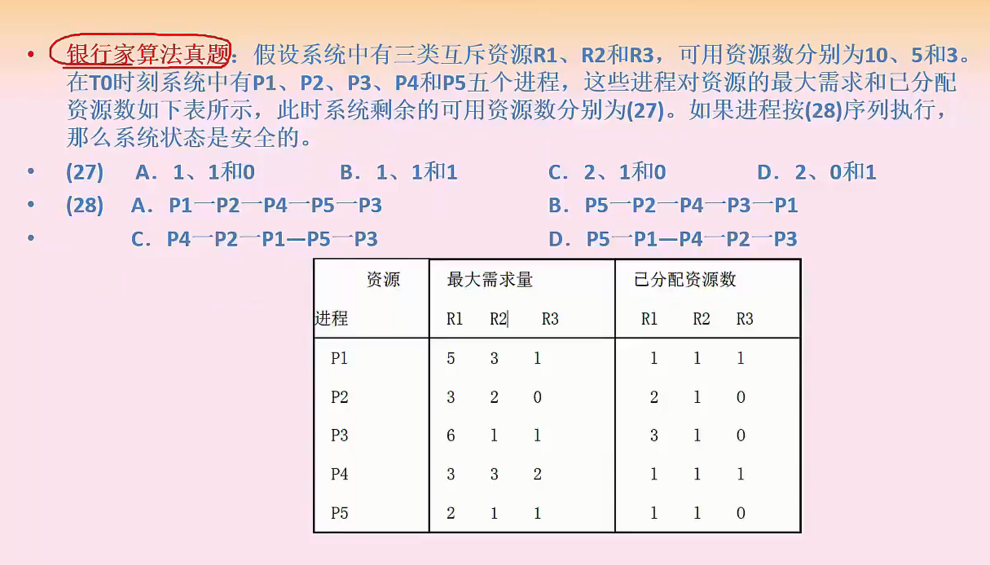 • 银行家算法真题：假设系统中有三类互斥资源R1、R2和R3，可用资源数分别为10、5和3。
在T0时刻系统中有P1、P2、P3、P4和P5五个进程，这些进程对资源的最大需求和已分配
资源数如下表所示，此时系统剩余的可用资源数分别为(27)。如果进程按(28)序列执行，
那么系统状态是安全的。
• (27) A．1、1和0 B．1、1和1 C．2、1和0 D．2、0和1
• (28) A．P1一P2一P4一P5一P3 B．P5一P2一P4一P3一P1
• C．P4一P2一P1—P5一P3 D．P5一P1—P4一P2一P3
资源 最大需求量 已分配资源数
进程 R1 R2 R3 R1 R2 R3
P1 5 3 1 1 1 1
P2 3 2 0 2 1 0
P3 6 1 1 3 1 0
P4 3 3 2 1 1 1
P5 2 1 1 1 1 0